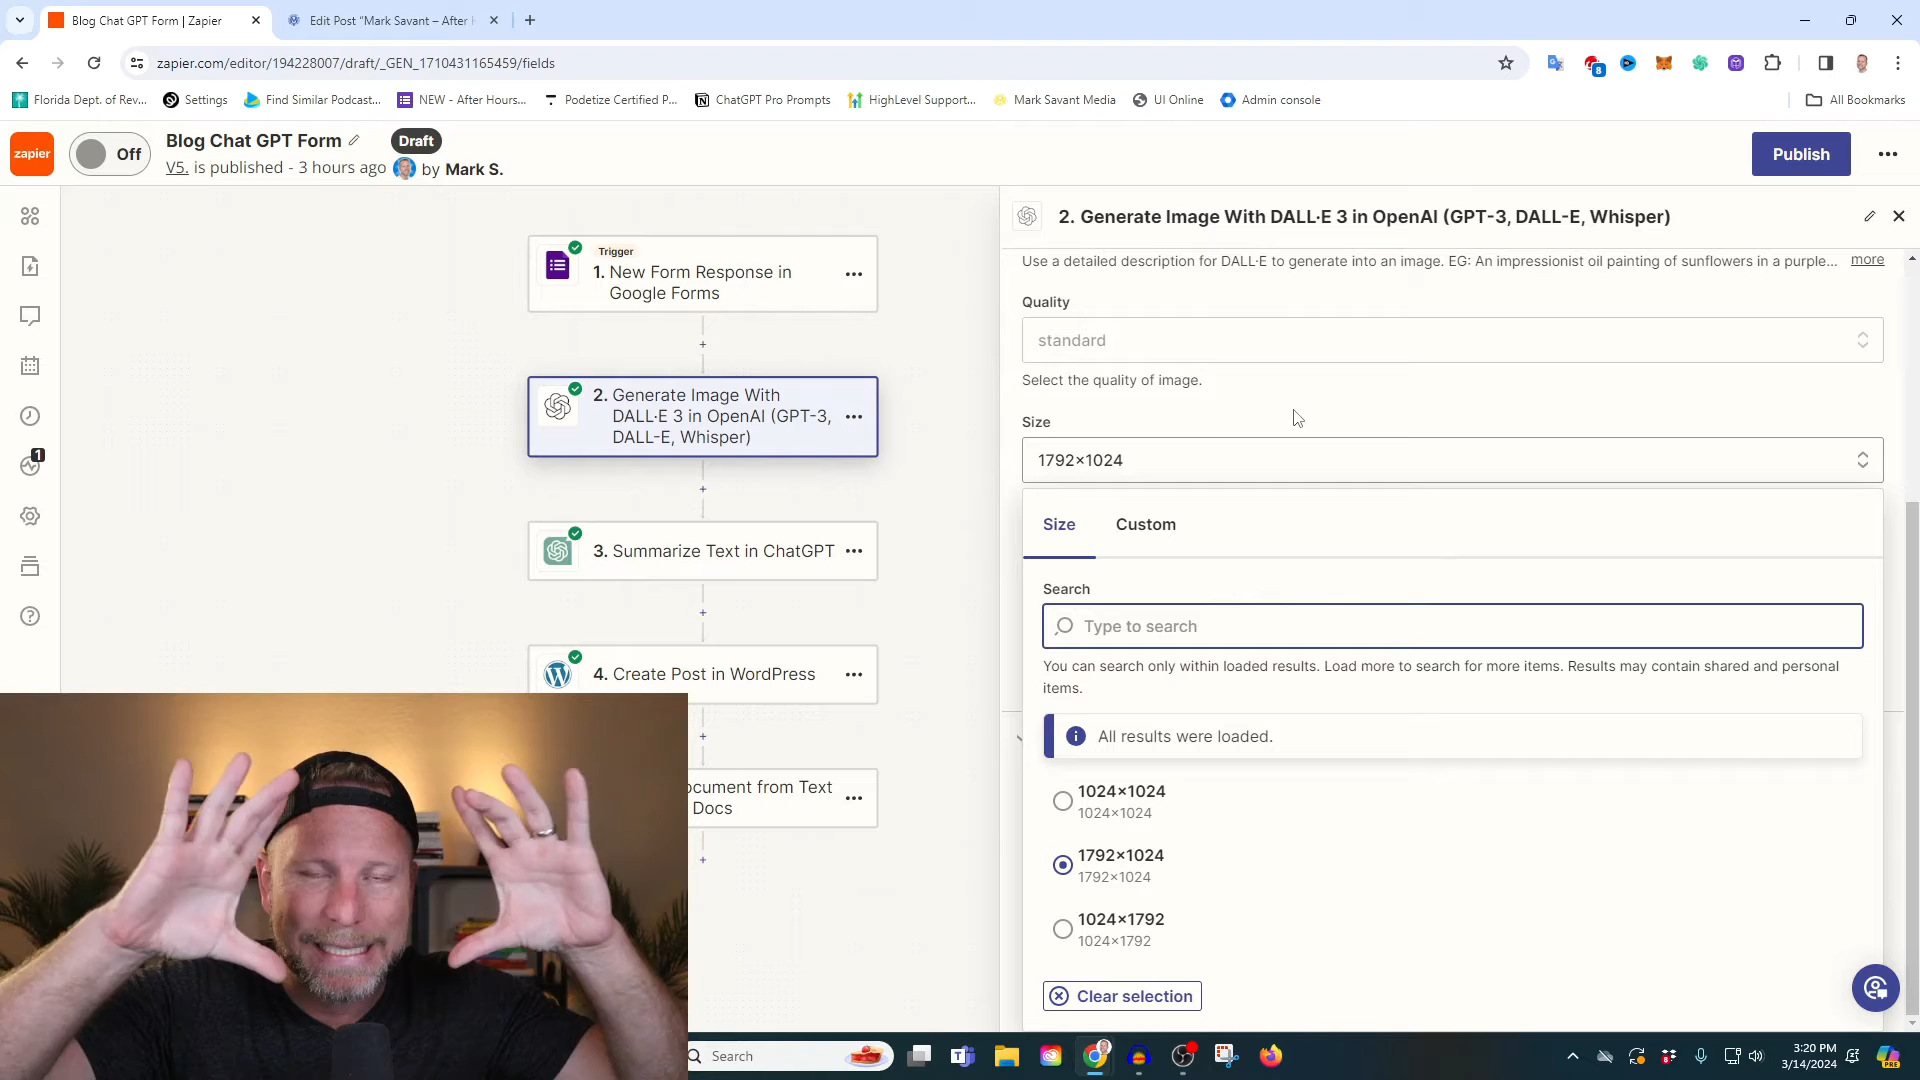 Blog Chat GPT Form | Zapier
Edit Post "Mark Savant – After H
zapier.com/editor/194228007/draft/_GEN_1710431165459/fields
8
Florida Dept. of Rev...
Settings
Find Similar Podcast...
NEW - After Hours...
Podetize Certified P...
ChatGPT Pro Prompts
HighLevel Support...
Mark Savant Media
UI Online
Admin console
All Bookmarks
zapier
Off
Blog Chat GPT Form
Draft
V5. is published - 3 hours ago
by Mark S.
Publish
1
Trigger
1. New Form Response in
Google Forms
2. Generate Image With
DALL·E 3 in OpenAI (GPT-3,
DALL-E, Whisper)
3. Summarize Text in ChatGPT
4. Create Post in WordPress
ocument from Text
Docs
2. Generate Image With DALL·E 3 in OpenAI (GPT-3, DALL-E, Whisper)
Use a detailed description for DALL·E to generate into an image. EG: An impressionist oil painting of sunflowers in a purple... more
Quality
standard
Select the quality of image.
Size
1792×1024
Size
Custom
Search
Type to search
You can search only within loaded results. Load more to search for more items. Results may contain shared and personal
items.
All results were loaded.
1024×1024
1024×1024
1792×1024
1792×1024
1024×1792
1024×1792
Clear selection
Search
3:20 PM
3/14/2024
PRE